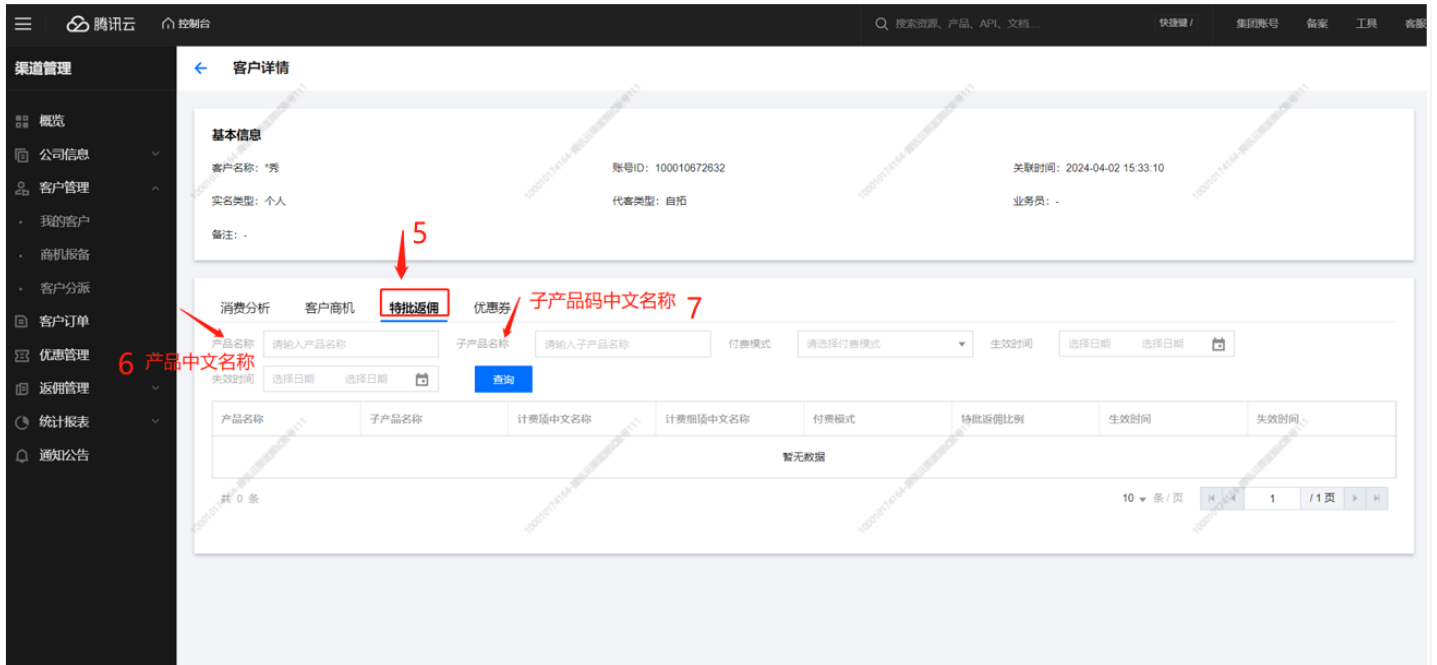 腾讯云 控制台 搜索资源、产品、API、文档... 快捷键 / 集团账号 备案 工具 客服
渠道管理
← 客户详情
概览
公司信息
客户管理
我的客户
商机报备
客户分派
客户订单
优惠管理
返佣管理
统计报表
通知公告
基本信息
客户名称: *秀 账号ID: 100010672632 关联时间: 2024-04-02 15:33:10
实名类型: 个人 代客类型: 自拓 业务员: -
备注: -
5
消费分析 客户商机 特批返佣 优惠券
子产品码中文名称 7
产品名称 请输入产品名称 子产品名称 请输入子产品名称 付费模式 请选择付费模式 生效时间 选择日期 选择日期
6 产品中文名称
失效时间 选择日期 选择日期 查询
产品名称 子产品名称 计费项中文名称 计费细项中文名称 付费模式 特批返佣比例 生效时间 失效时间
暂无数据
共 0 条 10 条 / 页 1 / 1 页